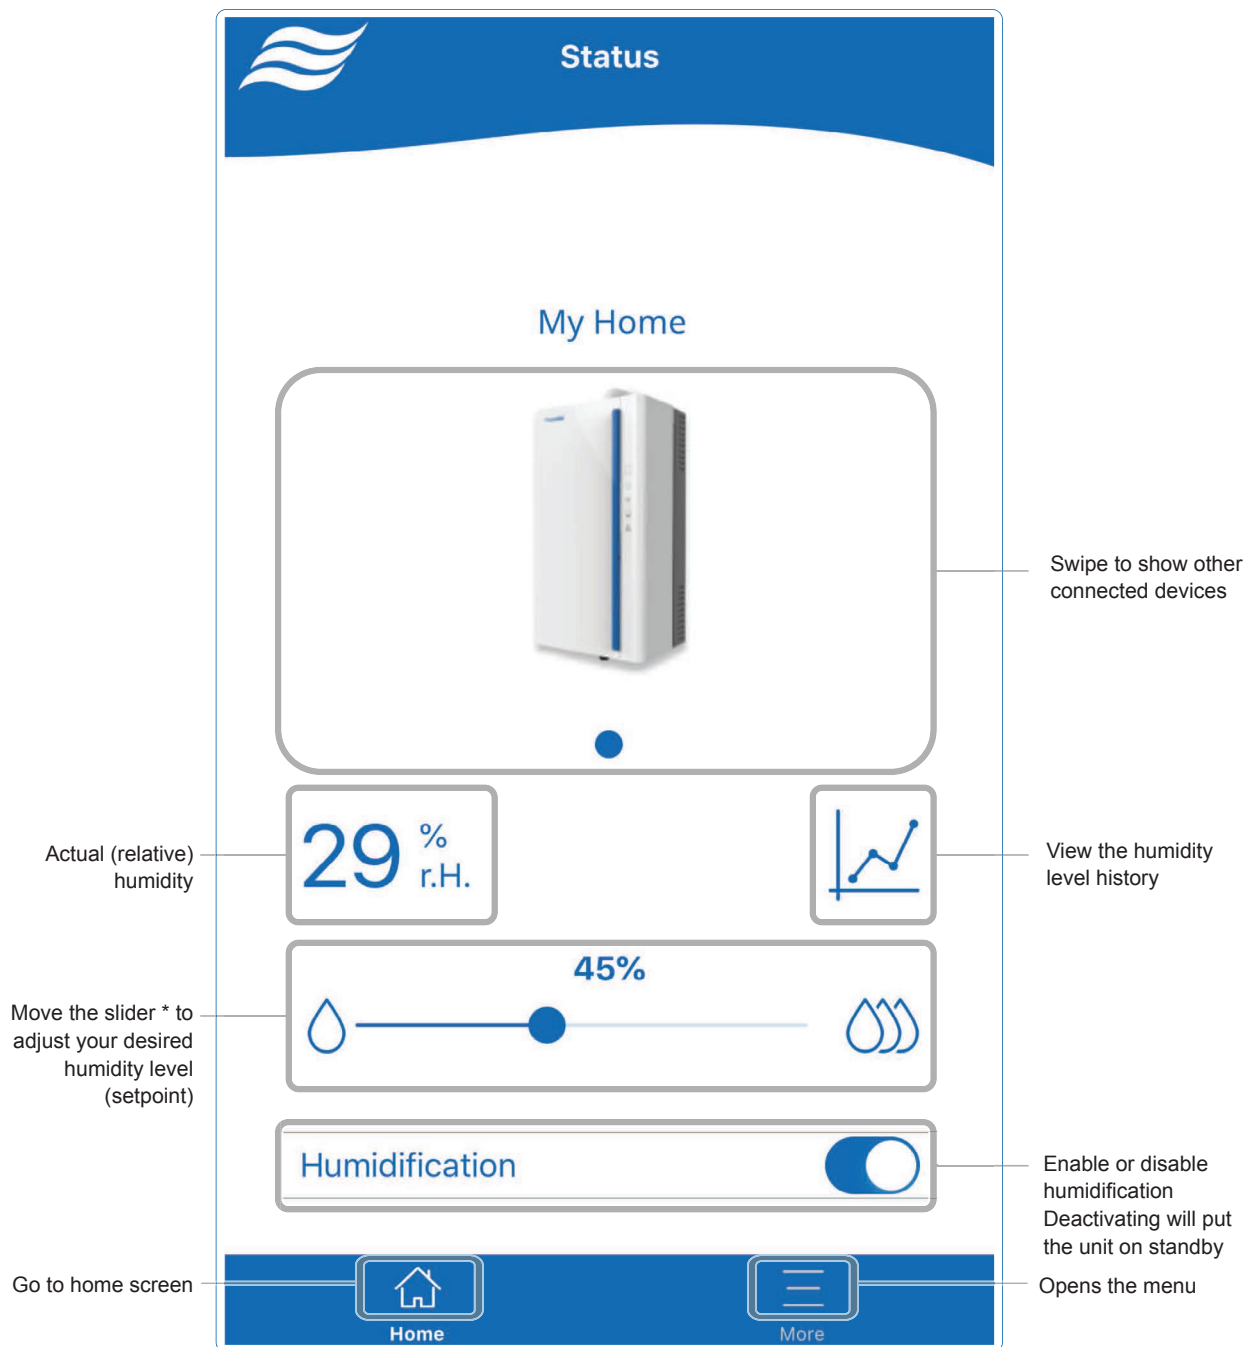 Status
My Home
Swipe to show other
connected devices
29 %
r.H.
Actual (relative)
humidity
View the humidity
level history
45%
Move the slider * to
adjust your desired
humidity level
(setpoint)
Humidification
Enable or disable
humidification
Deactivating will put
the unit on standby
Go to home screen
Opens the menu
Home
More